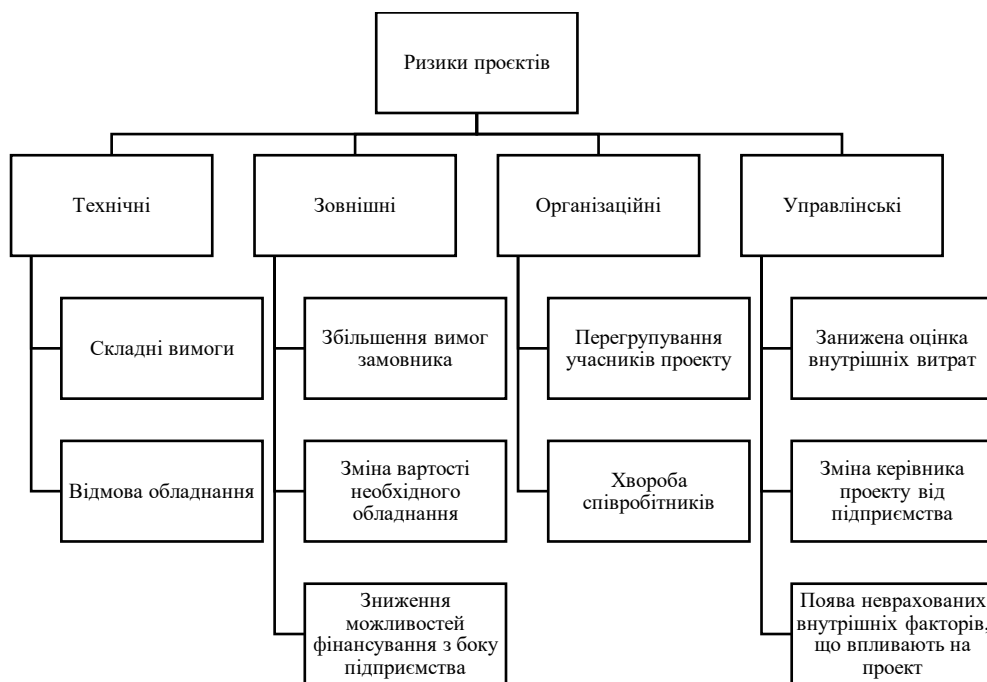 Ризики проєктів
Технічні
Зовнішні
Організаційні
Управлінські
Складні вимоги
Збільшення вимог
замовника
Перегрупування
учасників проекту
Занижена оцінка
внутрішніх витрат
Відмова обладнання
Зміна вартості
необхідного
обладнання
Хвороба
співробітників
Зміна керівника
проекту від
підприємства
Зниження
можливостей
фінансування з боку
підприємства
Поява неврахованих
внутрішніх факторів,
що впливають на
проект